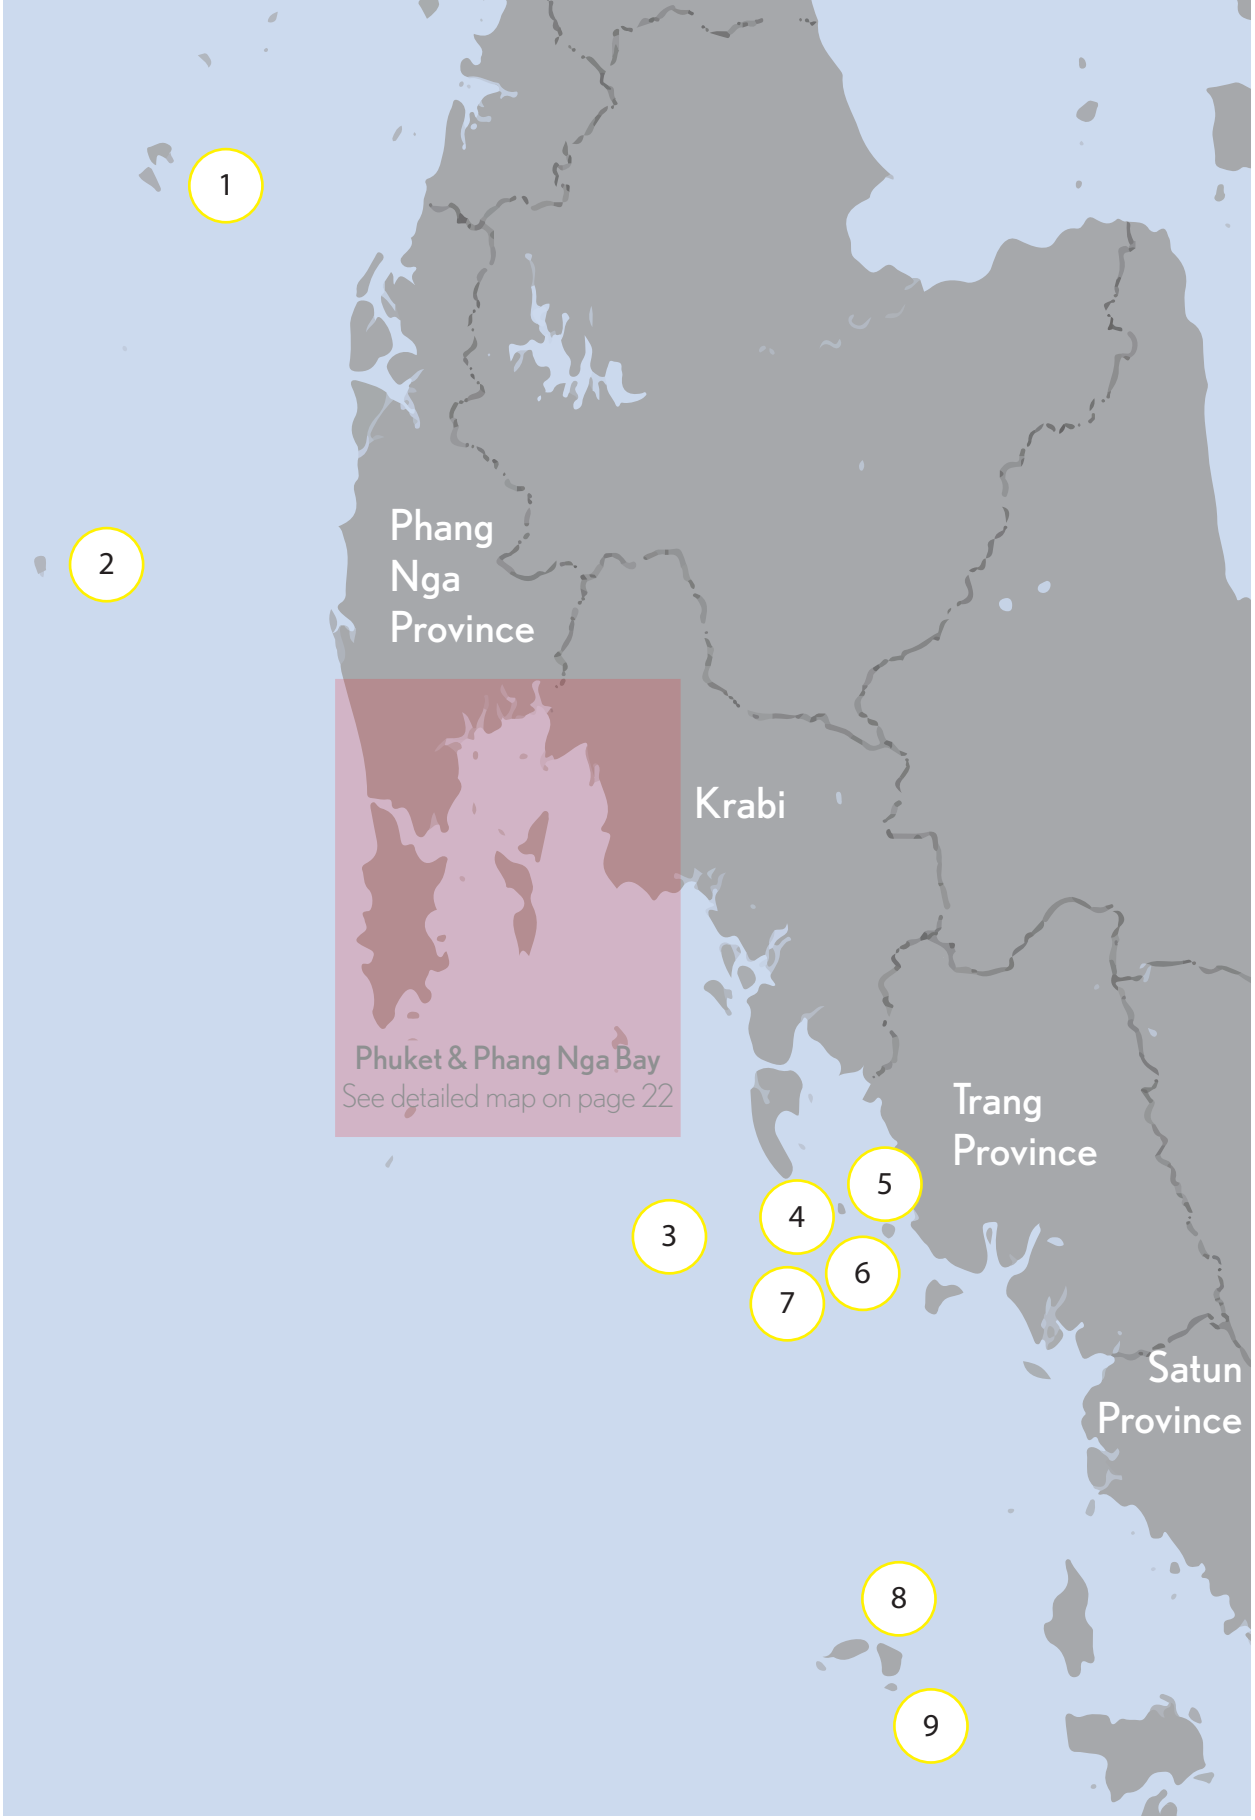 1
Phang
Nga
Province
2
Krabi
Phuket & Phang Nga Bay
See detailed map on page 22
Trang
Province
5
4
3
6
7
Satun
Province
8
9